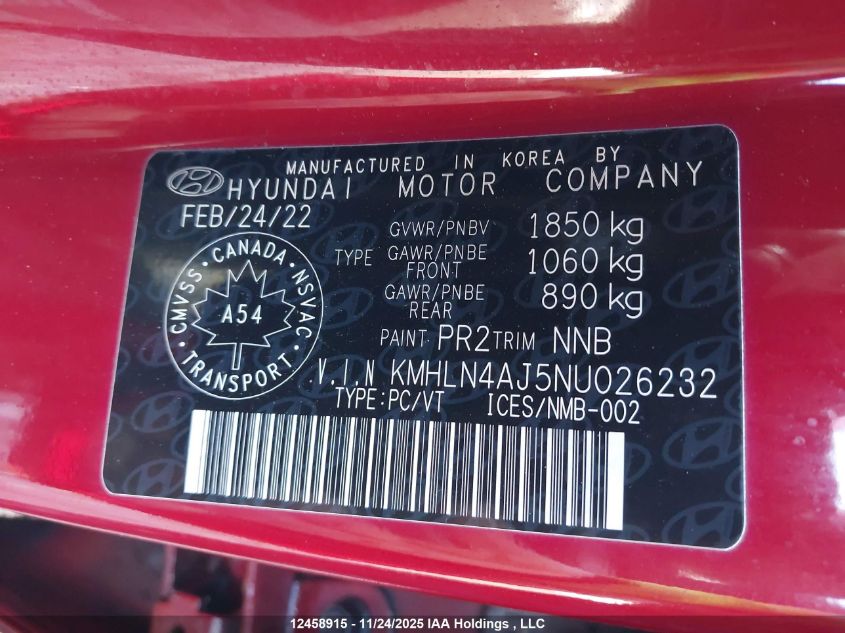 MANUFACTURED IN KOREA BY
HYUNDAI MOTOR COMPANY
FEB/24/22
GVWR/PNBV 1850 kg
TYPE GAWR/PNBE FRONT 1060 kg
GAWR/PNBE REAR 890 kg
CMVSS • CANADA • NSVAC
A54
TRANSPORT
PAINT PR2 TRIM NNB
V.I.N KMHLN4AJ5NU026232
TYPE:PC/VT ICES/NMB-002
12458915 - 11/24/2025 IAA Holdings , LLC